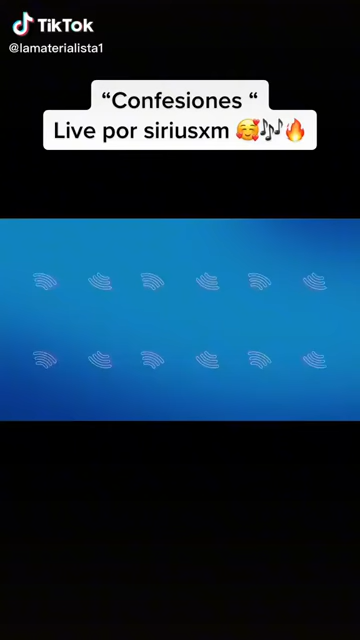 TikTok
@lamaterialista1
“Confesiones “
Live por siriusxm 🥰🎶🔥